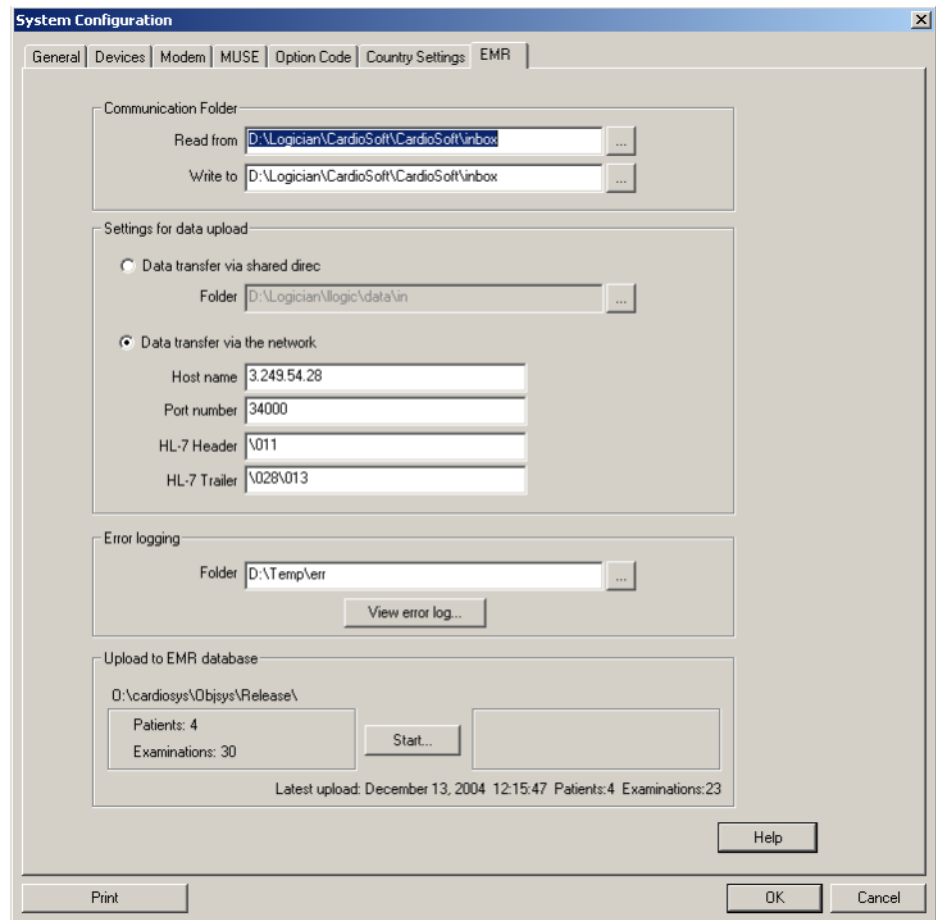 System Configuration
General Devices Modem MUSE Option Code Country Settings EMR
Communication Folder
Read from D:\Logician\CardioSoft\CardioSoft\inbox ...
Write to D:\Logician\CardioSoft\CardioSoft\inbox ...
Settings for data upload
Data transfer via shared direc
Folder D:\Logician\llogic\data\in ...
Data transfer via the network
Host name 3.249.54.28
Port number 34000
HL-7 Header \011
HL-7 Trailer \028\013
Error logging
Folder D:\Temp\err ...
View error log...
Upload to EMR database
O:\cardiosys\Objsys\Release\
Patients: 4
Start...
Examinations: 30
Latest upload: December 13, 2004 12:15:47 Patients:4 Examinations:23
Help
Print OK Cancel